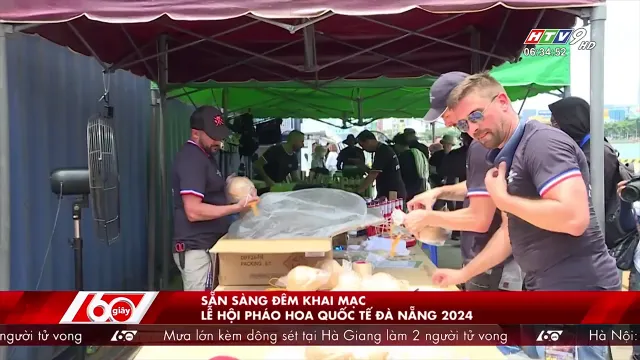 HTV9 HD
06:34:52
60 giây
SẴN SÀNG ĐÊM KHAI MẠC
LỄ HỘI PHÁO HOA QUỐC TẾ ĐÀ NẴNG 2024
người tử vong
Mưa lớn kèm dông sét tại Hà Giang làm 2 người tử vong
Hà Nội: